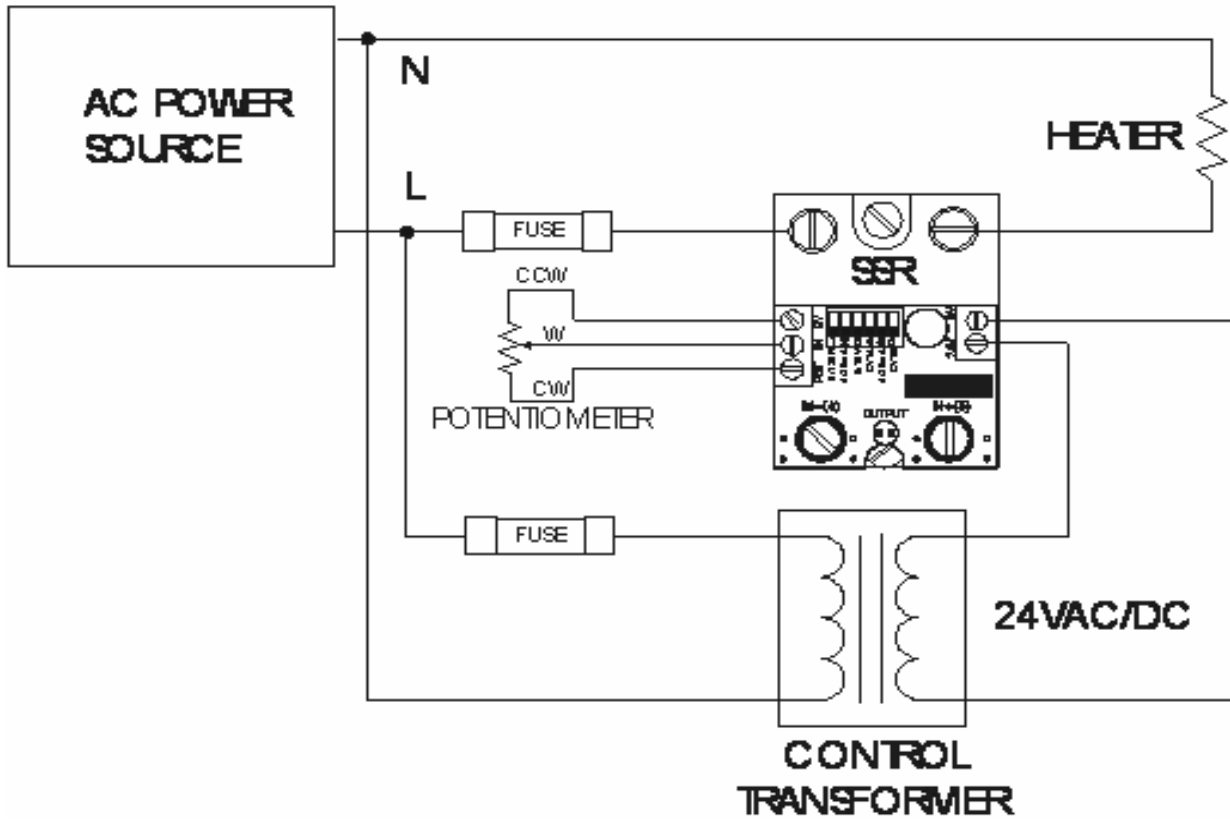 AC POWER
SOURCE
N
HEATER
L
FUSE
SSR
CCW
W
CW
POTENTIOMETER
OUTPUT
FUSE
24VAC/DC
CONTROL
TRANSFORMER